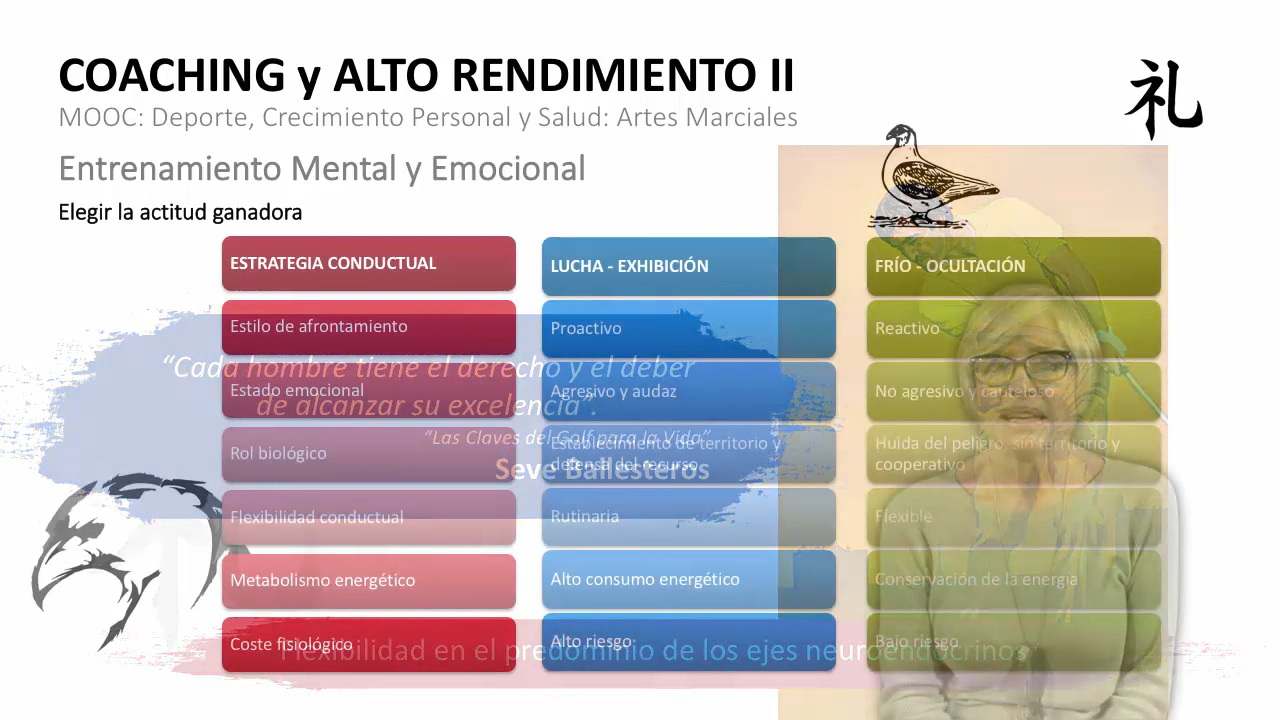 COACHING y ALTO RENDIMIENTO II
礼
MOOC: Deporte, Crecimiento Personal y Salud: Artes Marciales
Entrenamiento Mental y Emocional
Elegir la actitud ganadora
ESTRATEGIA CONDUCTUAL
LUCHA - EXHIBICIÓN
FRÍO - OCULTACIÓN
Estilo de afrontamiento
Proactivo
Reactivo
“Cada hombre tiene el derecho y el deber
de alcanzar su excelencia”.
“Las Claves del Golf para la Vida”
Seve Ballesteros
Estado emocional
Agresivo y audaz
No agresivo y cauteloso
Rol biológico
Establecimiento de territorio y
defensa del recurso
Huida del peligro, sin territorio y
cooperativo
Flexibilidad conductual
Rutinaria
Flexible
Metabolismo energético
Alto consumo energético
Conservación de la energía
Coste fisiológico
Alto riesgo
Bajo riesgo
Flexibilidad en el predominio de los ejes neuroendocrinos